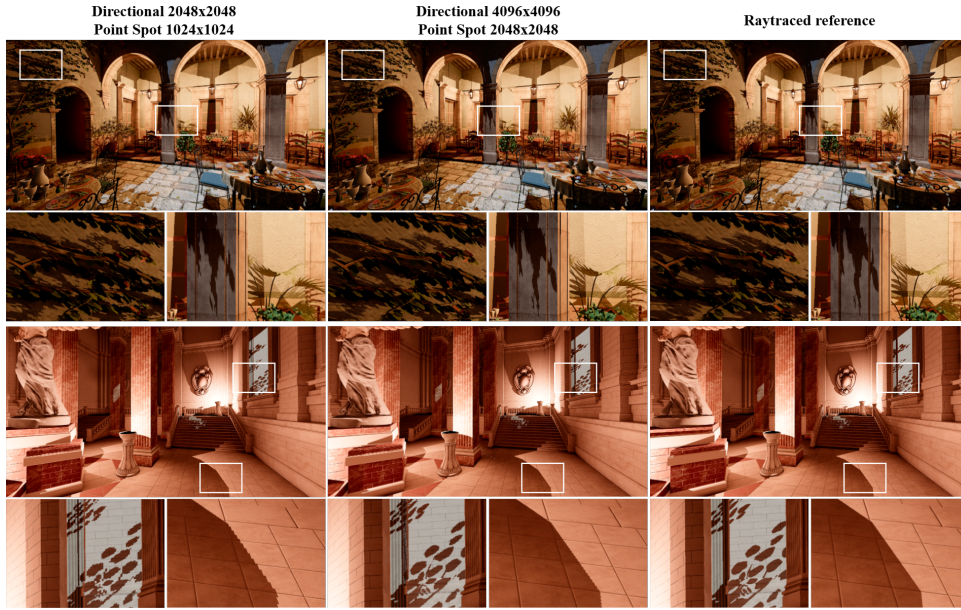 Directional 2048x2048
Point Spot 1024x1024
Directional 4096x4096
Point Spot 2048x2048
Raytraced reference